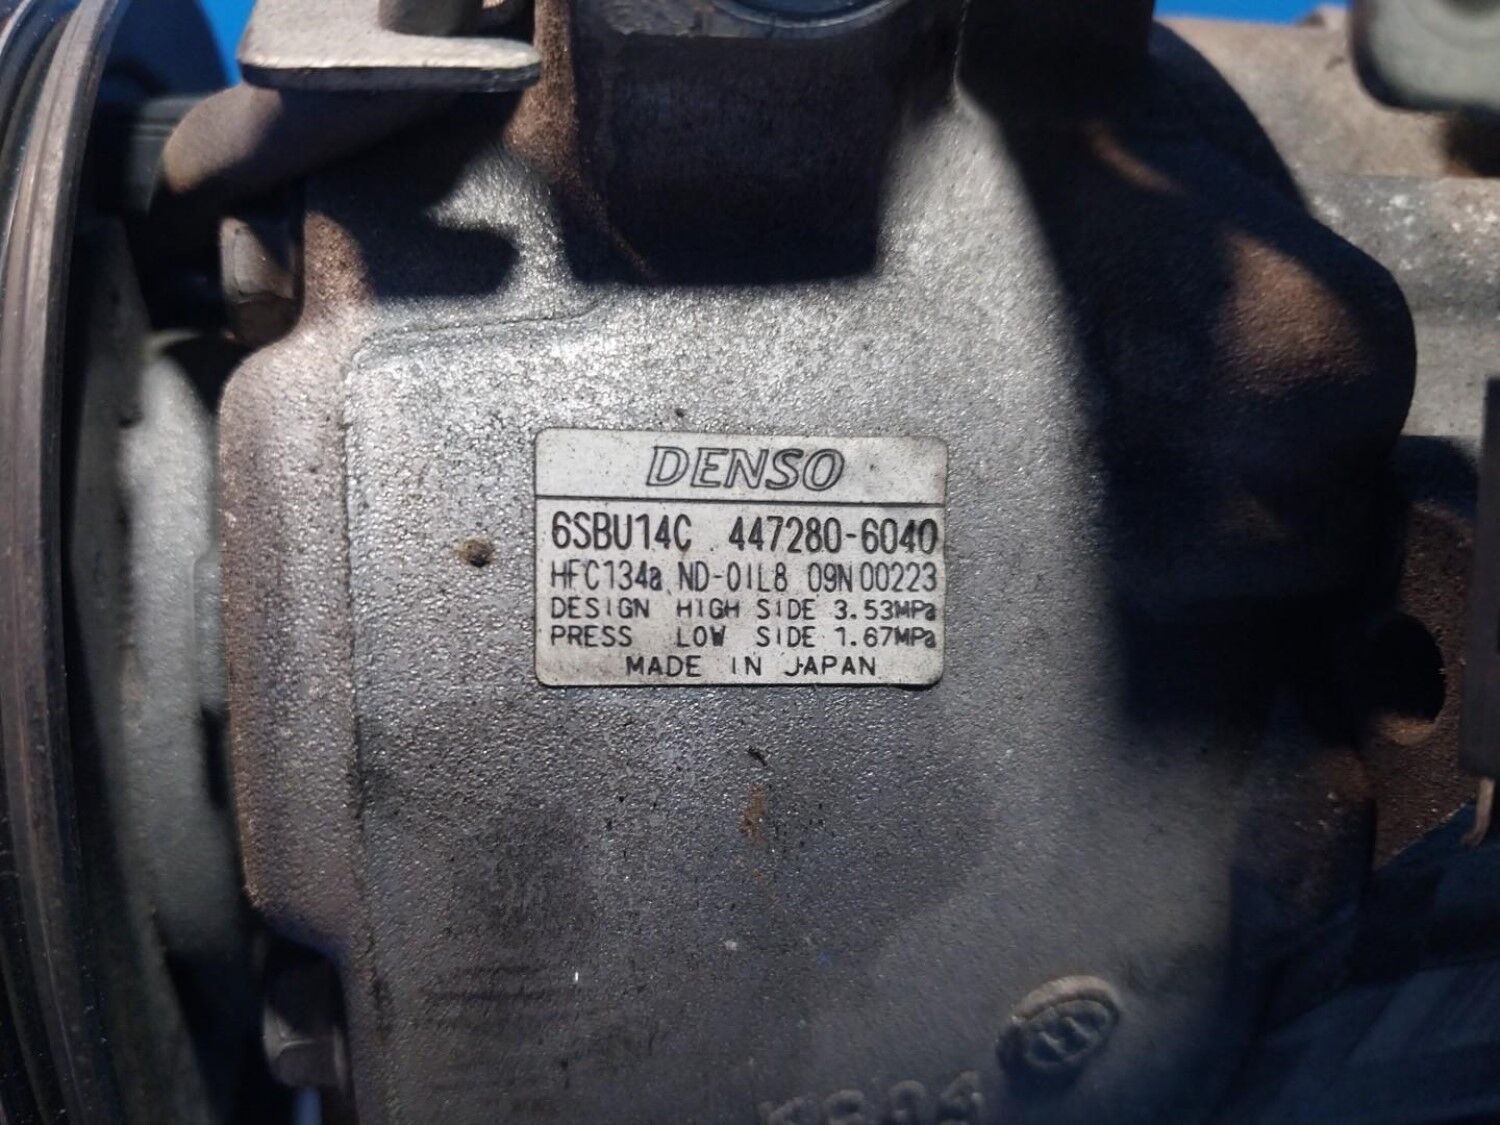 DENSO
6SBU14C 447280-6040
HFC134a ND-OIL8 09N00223
DESIGN HIGH SIDE 3.53MPa
PRESS LOW SIDE 1.67MPa
MADE IN JAPAN